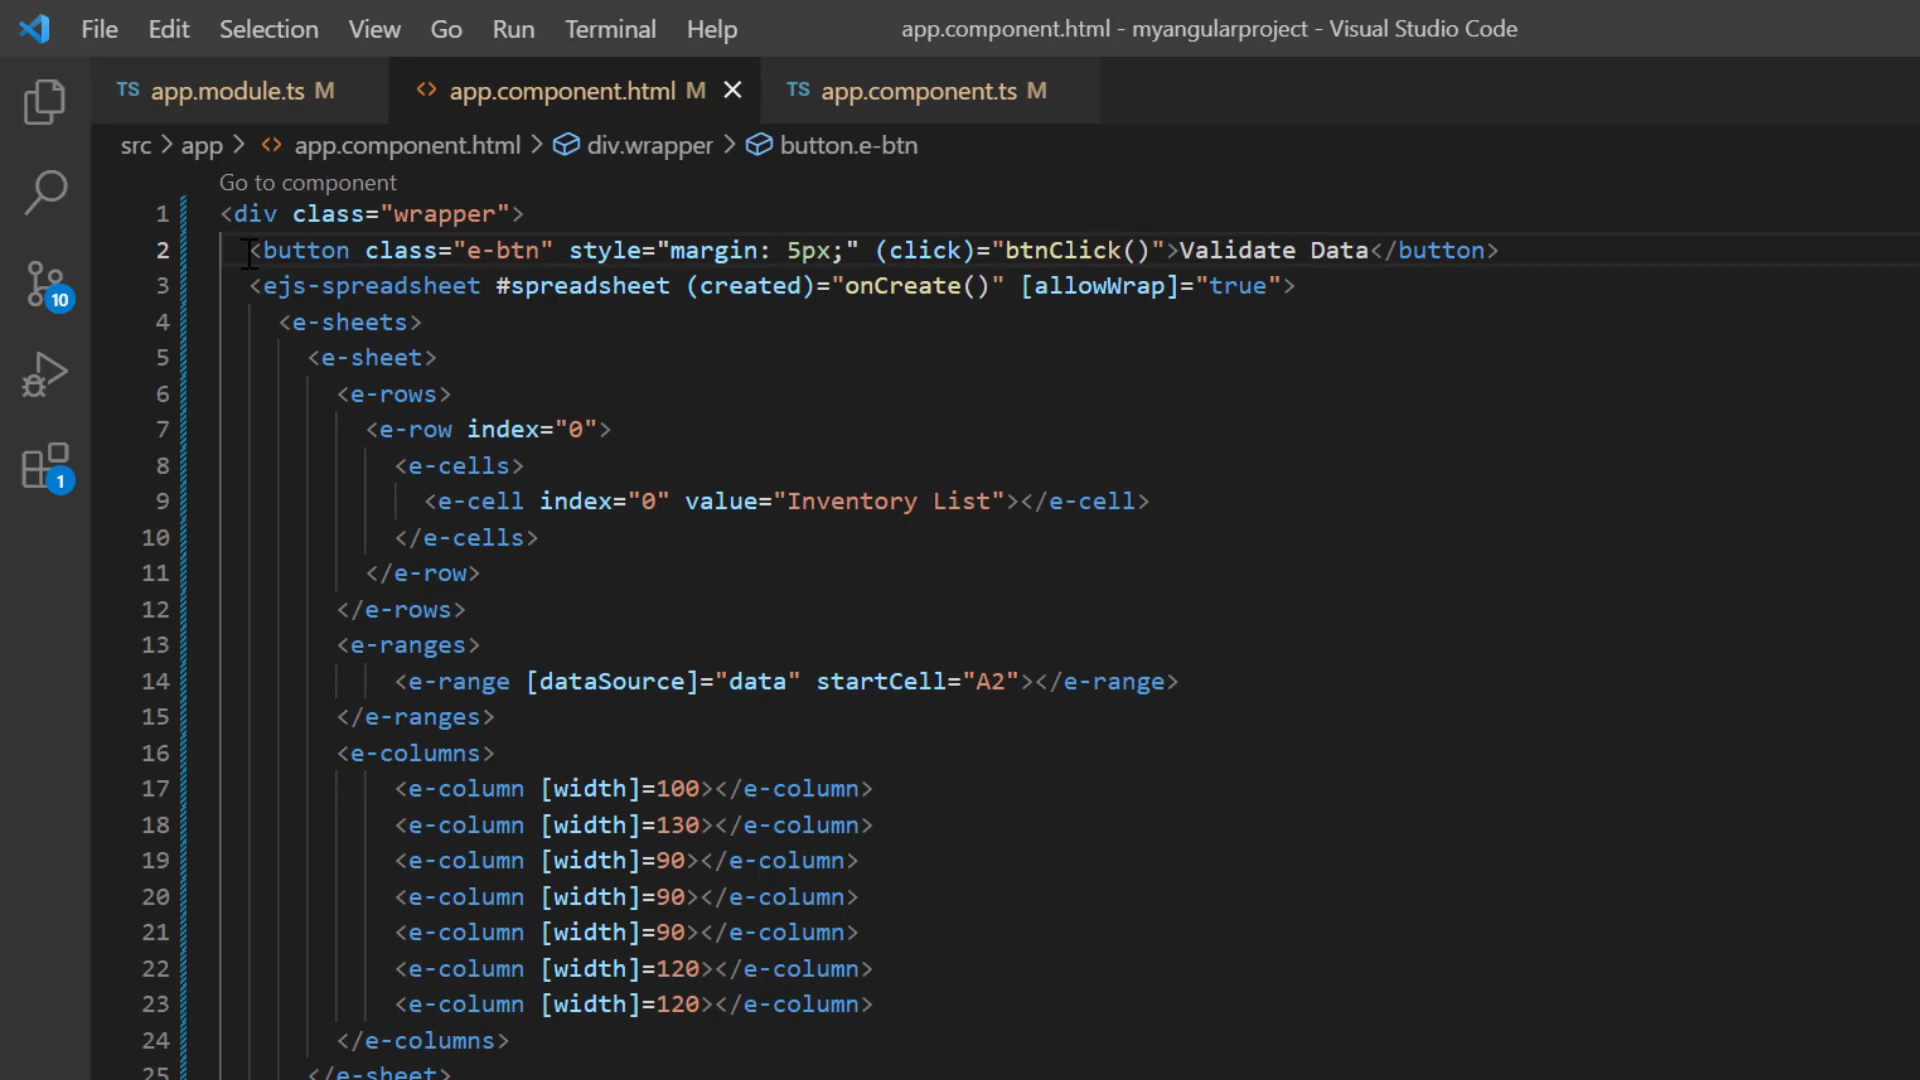 File Edit Selection View Go Run Terminal Help app.component.html - myangularproject - Visual Studio Code
TS app.module.ts M <> app.component.html M TS app.component.ts M
src > app > <> app.component.html > div.wrapper > button.e-btn
Go to component
1 <div class="wrapper">
2 <button class="e-btn" style="margin: 5px;" (click)="btnClick()">Validate Data</button>
3 <ejs-spreadsheet #spreadsheet (created)="onCreate()" [allowWrap]="true">
4 <e-sheets>
5 <e-sheet>
6 <e-rows>
7 <e-row index="0">
8 <e-cells>
9 <e-cell index="0" value="Inventory List"></e-cell>
10 </e-cells>
11 </e-row>
12 </e-rows>
13 <e-ranges>
14 <e-range [dataSource]="data" startCell="A2"></e-range>
15 </e-ranges>
16 <e-columns>
17 <e-column [width]=100></e-column>
18 <e-column [width]=130></e-column>
19 <e-column [width]=90></e-column>
20 <e-column [width]=90></e-column>
21 <e-column [width]=90></e-column>
22 <e-column [width]=120></e-column>
23 <e-column [width]=120></e-column>
24 </e-columns>
25 </e-sheet>
10
1